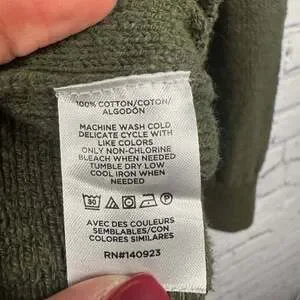 100% COTTON/COTON/
ALGODÓN
MACHINE WASH COLD
DELICATE CYCLE WITH
LIKE COLORS
ONLY NON-CHLORINE
BLEACH WHEN NEEDED
TUMBLE DRY LOW
COOL IRON WHEN
NEEDED
30
AVEC DES COULEURS
SEMBLABLES/CON
COLORES SIMILARES
RN#140923